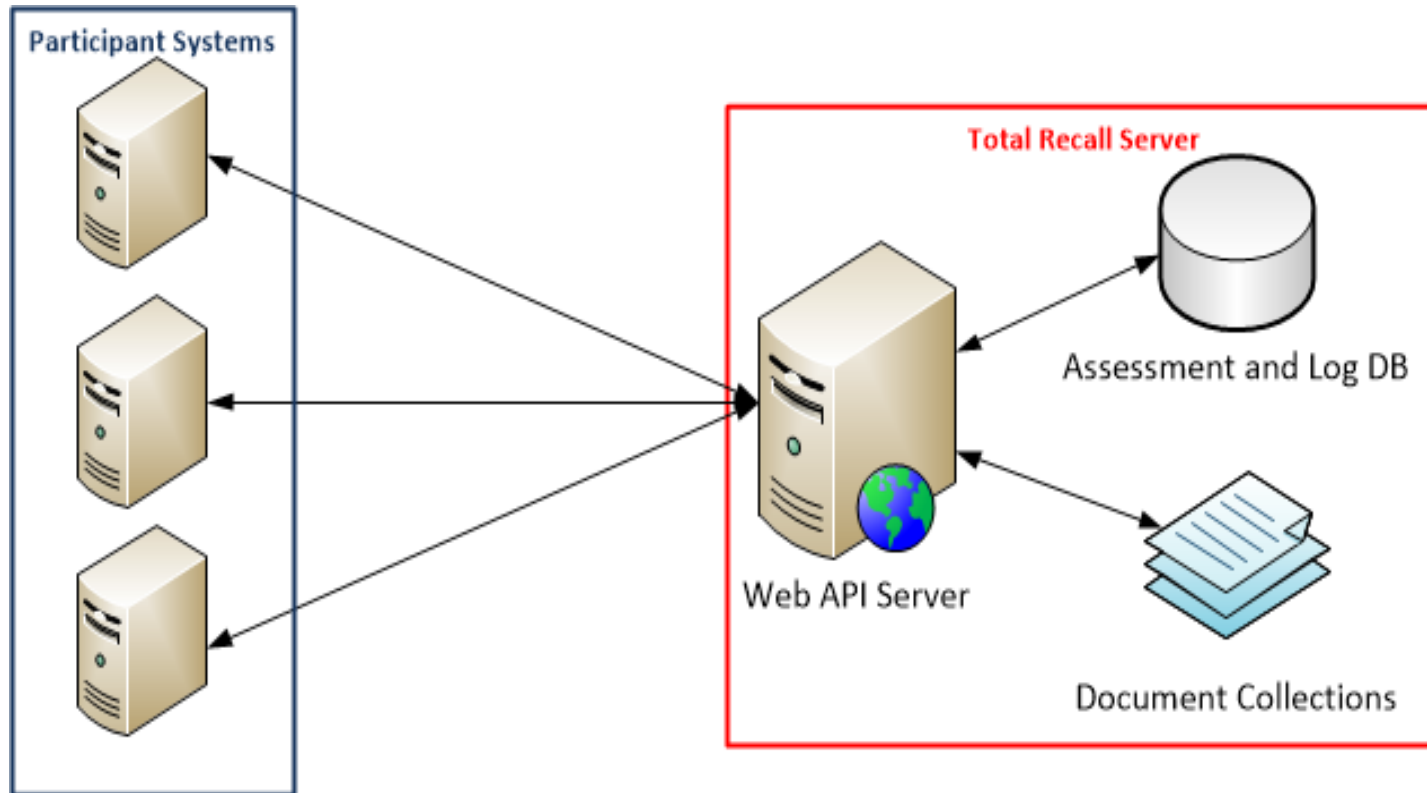 Participant Systems
Total Recall Server
Assessment and Log DB
Web API Server
Document Collections